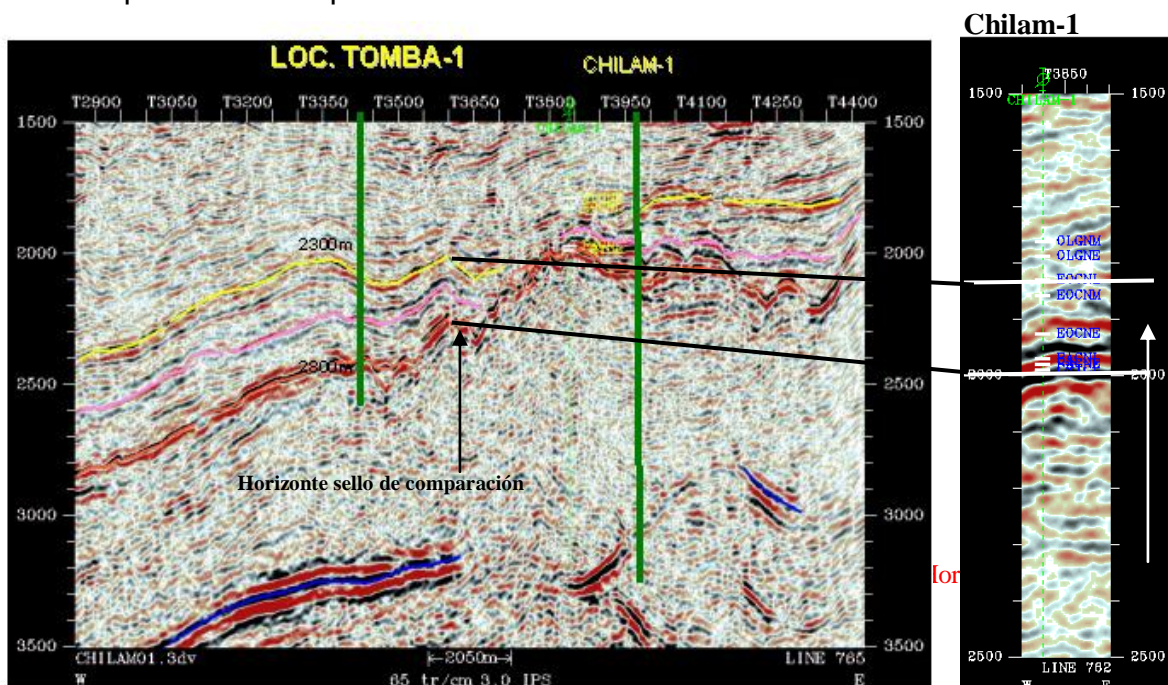 Chilam-1
LOC. TOMBA-1
CHILAM-1
T2900 T3050 T3200 T3350 T3500 T3650 T3800 T3950 T4100 T4250 T4400
1500 1500
2000 2000
2500 2500
3000 3000
3500 3500
2300m
2800m
Horizonte sello de comparación
CHILAM01.3dv
2050m
LINE 765
W
65 tr/cm 3.0 IPS
E
T3850
CHILAM 1
1500 1500
OLGNM
OLGNE
EOCNL
EOCNM
EOCNE
2000 2000
2500 2500
LINE 762